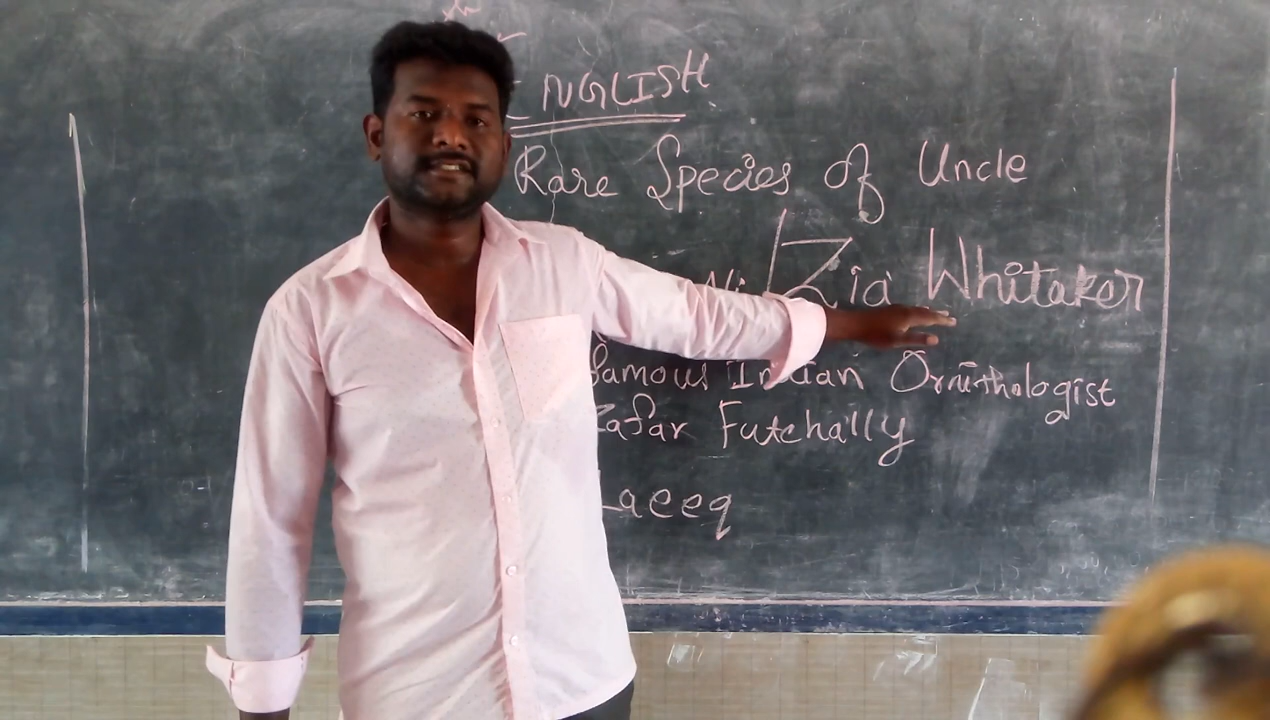 ENGLISH
Rare Species of Uncle
Zia Whitaker
famous Indian Ornithologist
Zafar Futehally
Laeeq